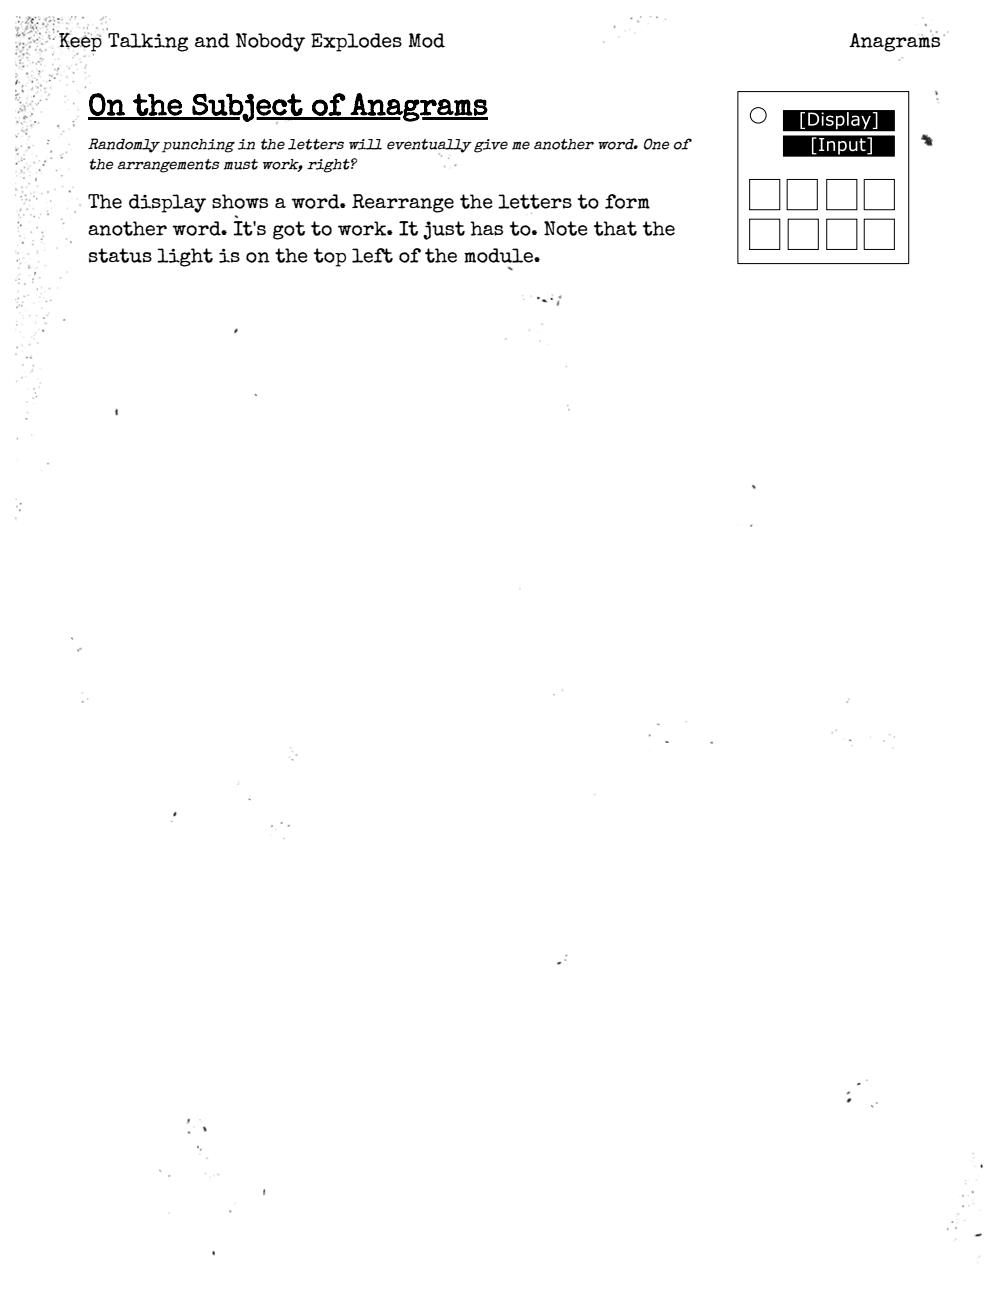 Keep Talking and Nobody Explodes Mod
Anagrams
On the Subject of Anagrams
Randomly punching in the letters will eventually give me another word. One of
the arrangements must work, right?
The display shows a word. Rearrange the letters to form
another word. It's got to work. It just has to. Note that the
status light is on the top left of the module.
[Display]
[Input]